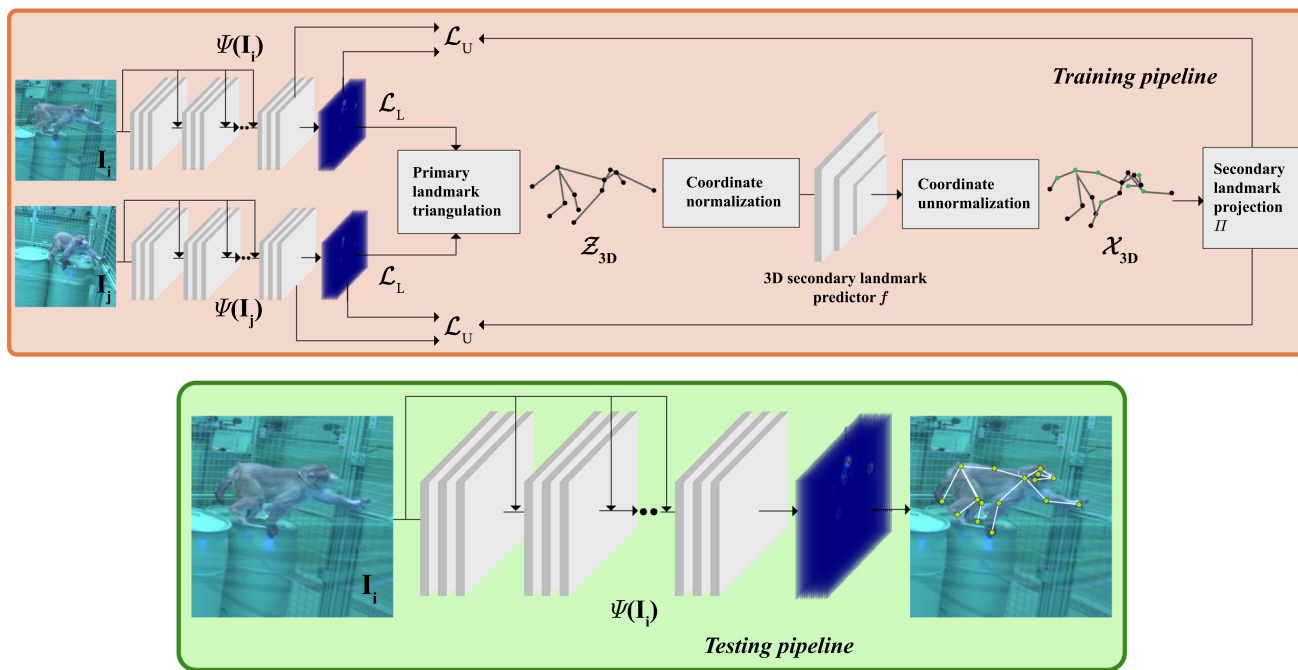 Training pipeline
Ψ(I_i)
ℒ_U
I_i
ℒ_L
Primary
landmark
triangulation
Z_3D
Coordinate
normalization
3D secondary landmark
predictor f
Coordinate
unnormalization
X_3D
Secondary
landmark
projection
Π
I_j
ℒ_L
Ψ(I_j)
ℒ_U
I_i
Ψ(I_i)
Testing pipeline